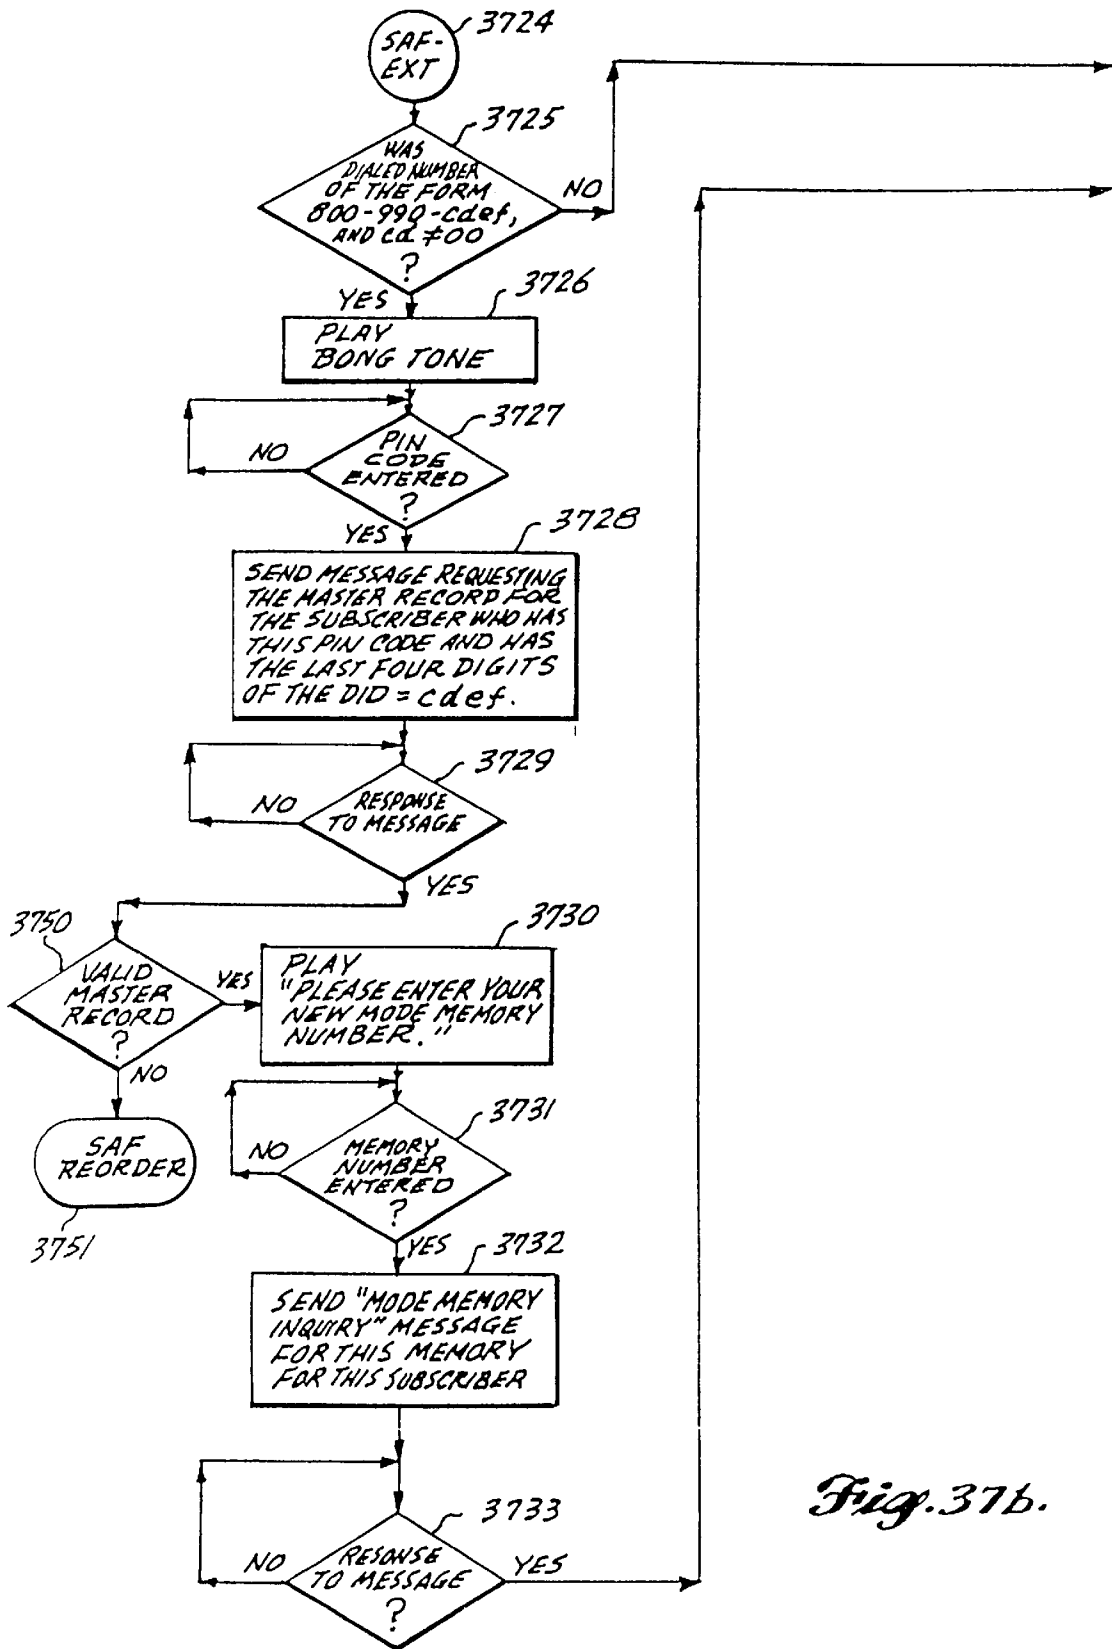 SAF-
EXT
3724
3725
WAS
DIALED NUMBER
OF THE FORM
800-990-cdef,
AND cd ≠00
?
NO
YES
3726
PLAY
BONG TONE
3727
PIN
CODE
ENTERED
?
NO
YES
3728
SEND MESSAGE REQUESTING
THE MASTER RECORD FOR
THE SUBSCRIBER WHO HAS
THIS PIN CODE AND HAS
THE LAST FOUR DIGITS
OF THE DID = cdef.
3729
RESPONSE
TO MESSAGE
NO
YES
3750
VALID
MASTER
RECORD
?
YES
NO
SAF
REORDER
3751
3730
PLAY
"PLEASE ENTER YOUR
NEW MODE MEMORY
NUMBER."
3731
MEMORY
NUMBER
ENTERED
?
NO
YES
3732
SEND "MODE MEMORY
INQUIRY" MESSAGE
FOR THIS MEMORY
FOR THIS SUBSCRIBER
3733
RESONSE
TO MESSAGE
?
NO
YES
Fig.37b.